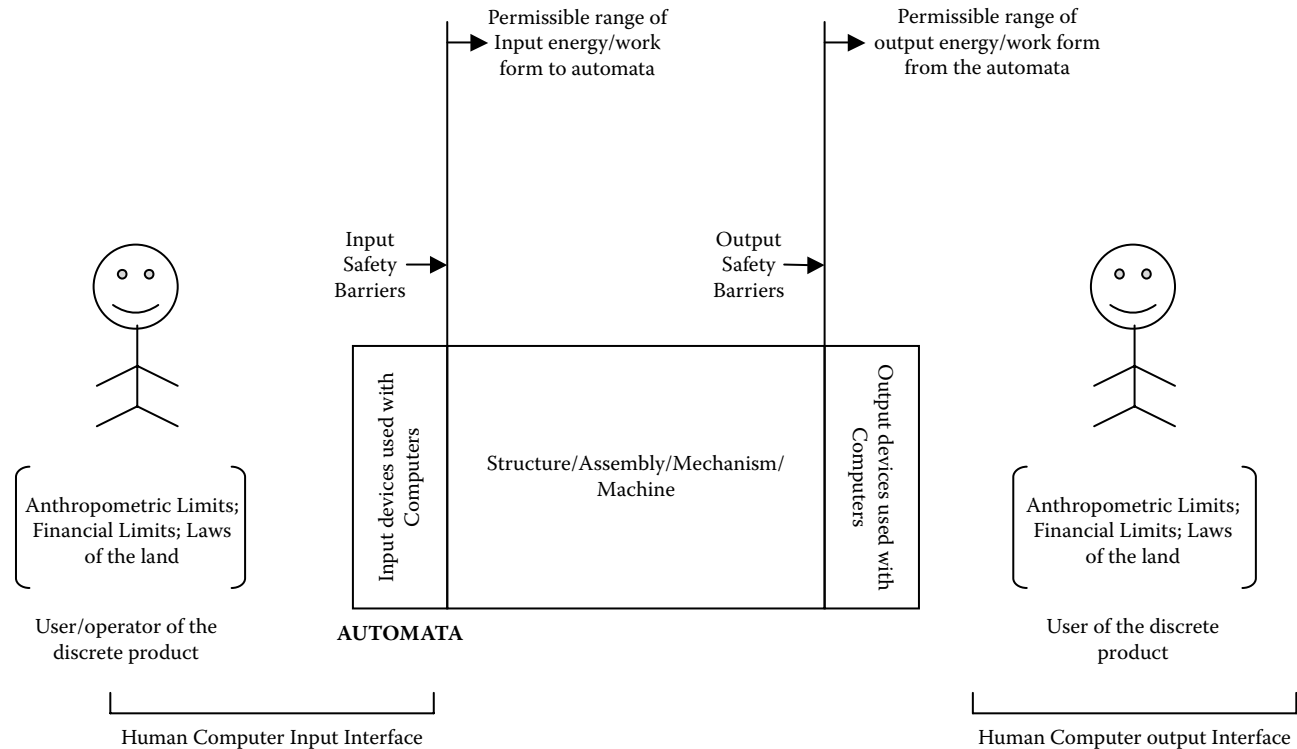 Permissible range of
Input energy/work
form to automata
Permissible range of
output energy/work form
from the automata
Input
Safety
Barriers
Output
Safety
Barriers
Input devices used with
Computers
Structure/Assembly/Mechanism/
Machine
Output devices used with
Computers
Anthropometric Limits;
Financial Limits; Laws
of the land
Anthropometric Limits;
Financial Limits; Laws
of the land
User/operator of the
discrete product
AUTOMATA
User of the discrete
product
Human Computer Input Interface
Human Computer output Interface